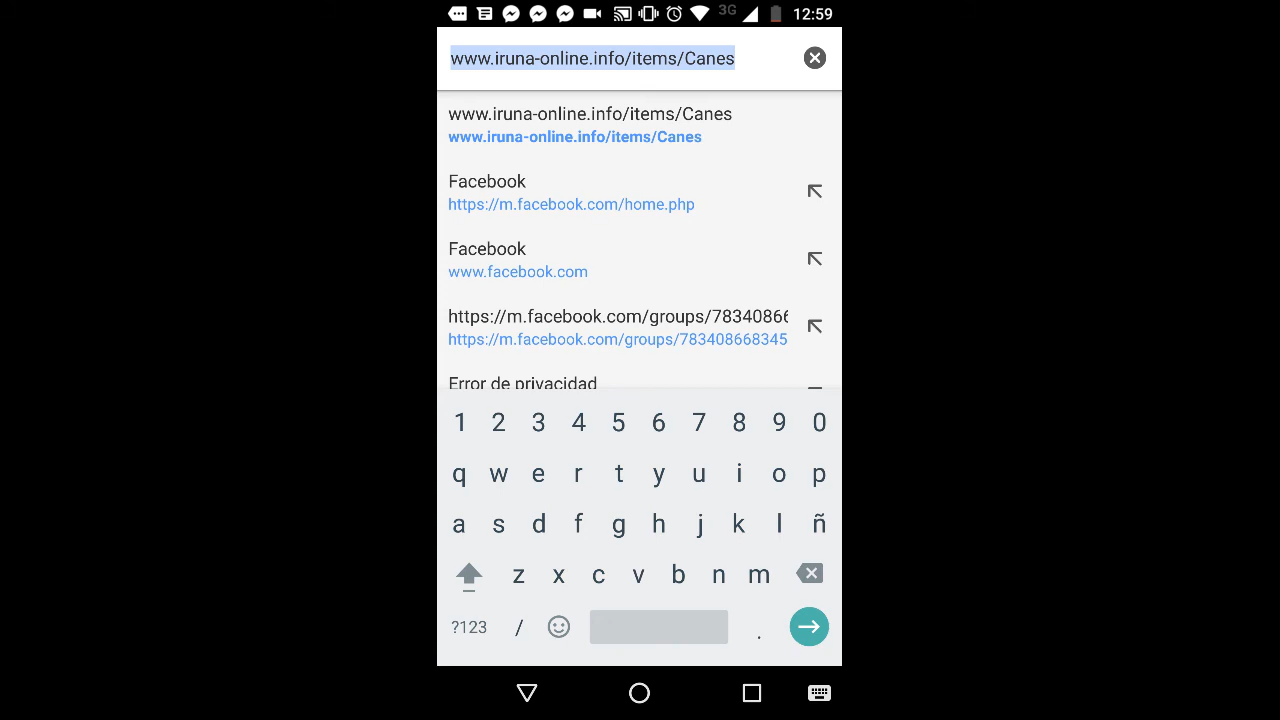 3G 12:59
www.iruna-online.info/items/Canes
www.iruna-online.info/items/Canes
www.iruna-online.info/items/Canes
Facebook
https://m.facebook.com/home.php
Facebook
www.facebook.com
https://m.facebook.com/groups/7834086
https://m.facebook.com/groups/783408668345
Error de privacidad
1 2 3 4 5 6 7 8 9 0
q w e r t y u i o p
a s d f g h j k l ñ
z x c v b n m
?123 / .